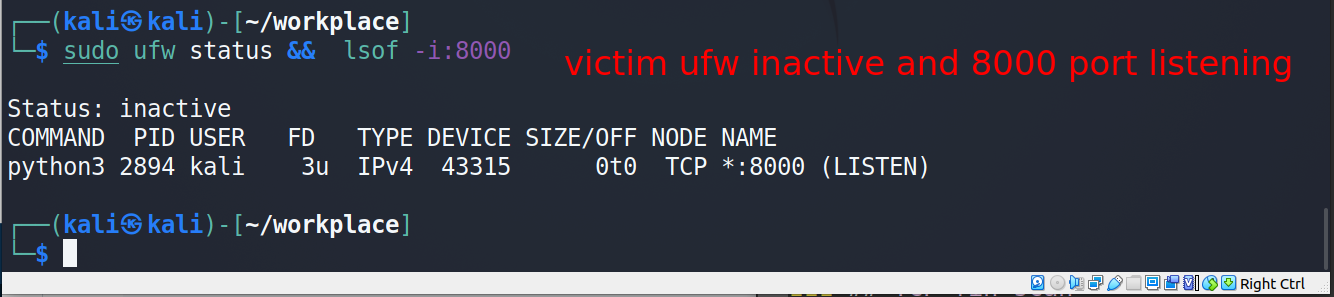 ┌──(kali㉿kali)-[~/workplace]
└─$ sudo ufw status &&  lsof -i:8000
victim ufw inactive and 8000 port listening
Status: inactive
COMMAND  PID USER   FD   TYPE DEVICE SIZE/OFF NODE NAME
python3 2894 kali    3u  IPv4  43315      0t0  TCP *:8000 (LISTEN)
┌──(kali㉿kali)-[~/workplace]
└─$
Right Ctrl